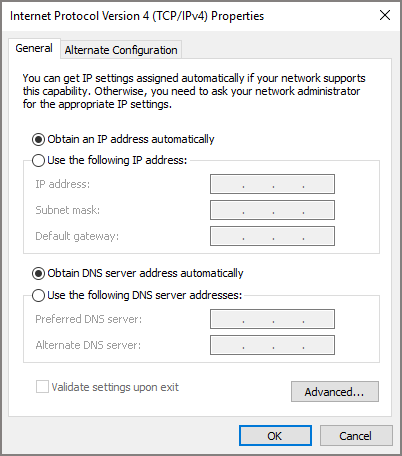 Internet Protocol Version 4 (TCP/IPv4) Properties
General
Alternate Configuration
You can get IP settings assigned automatically if your network supports
this capability. Otherwise, you need to ask your network administrator
for the appropriate IP settings.
Obtain an IP address automatically
Use the following IP address:
IP address:
Subnet mask:
Default gateway:
Obtain DNS server address automatically
Use the following DNS server addresses:
Preferred DNS server:
Alternate DNS server:
Validate settings upon exit
Advanced...
OK
Cancel